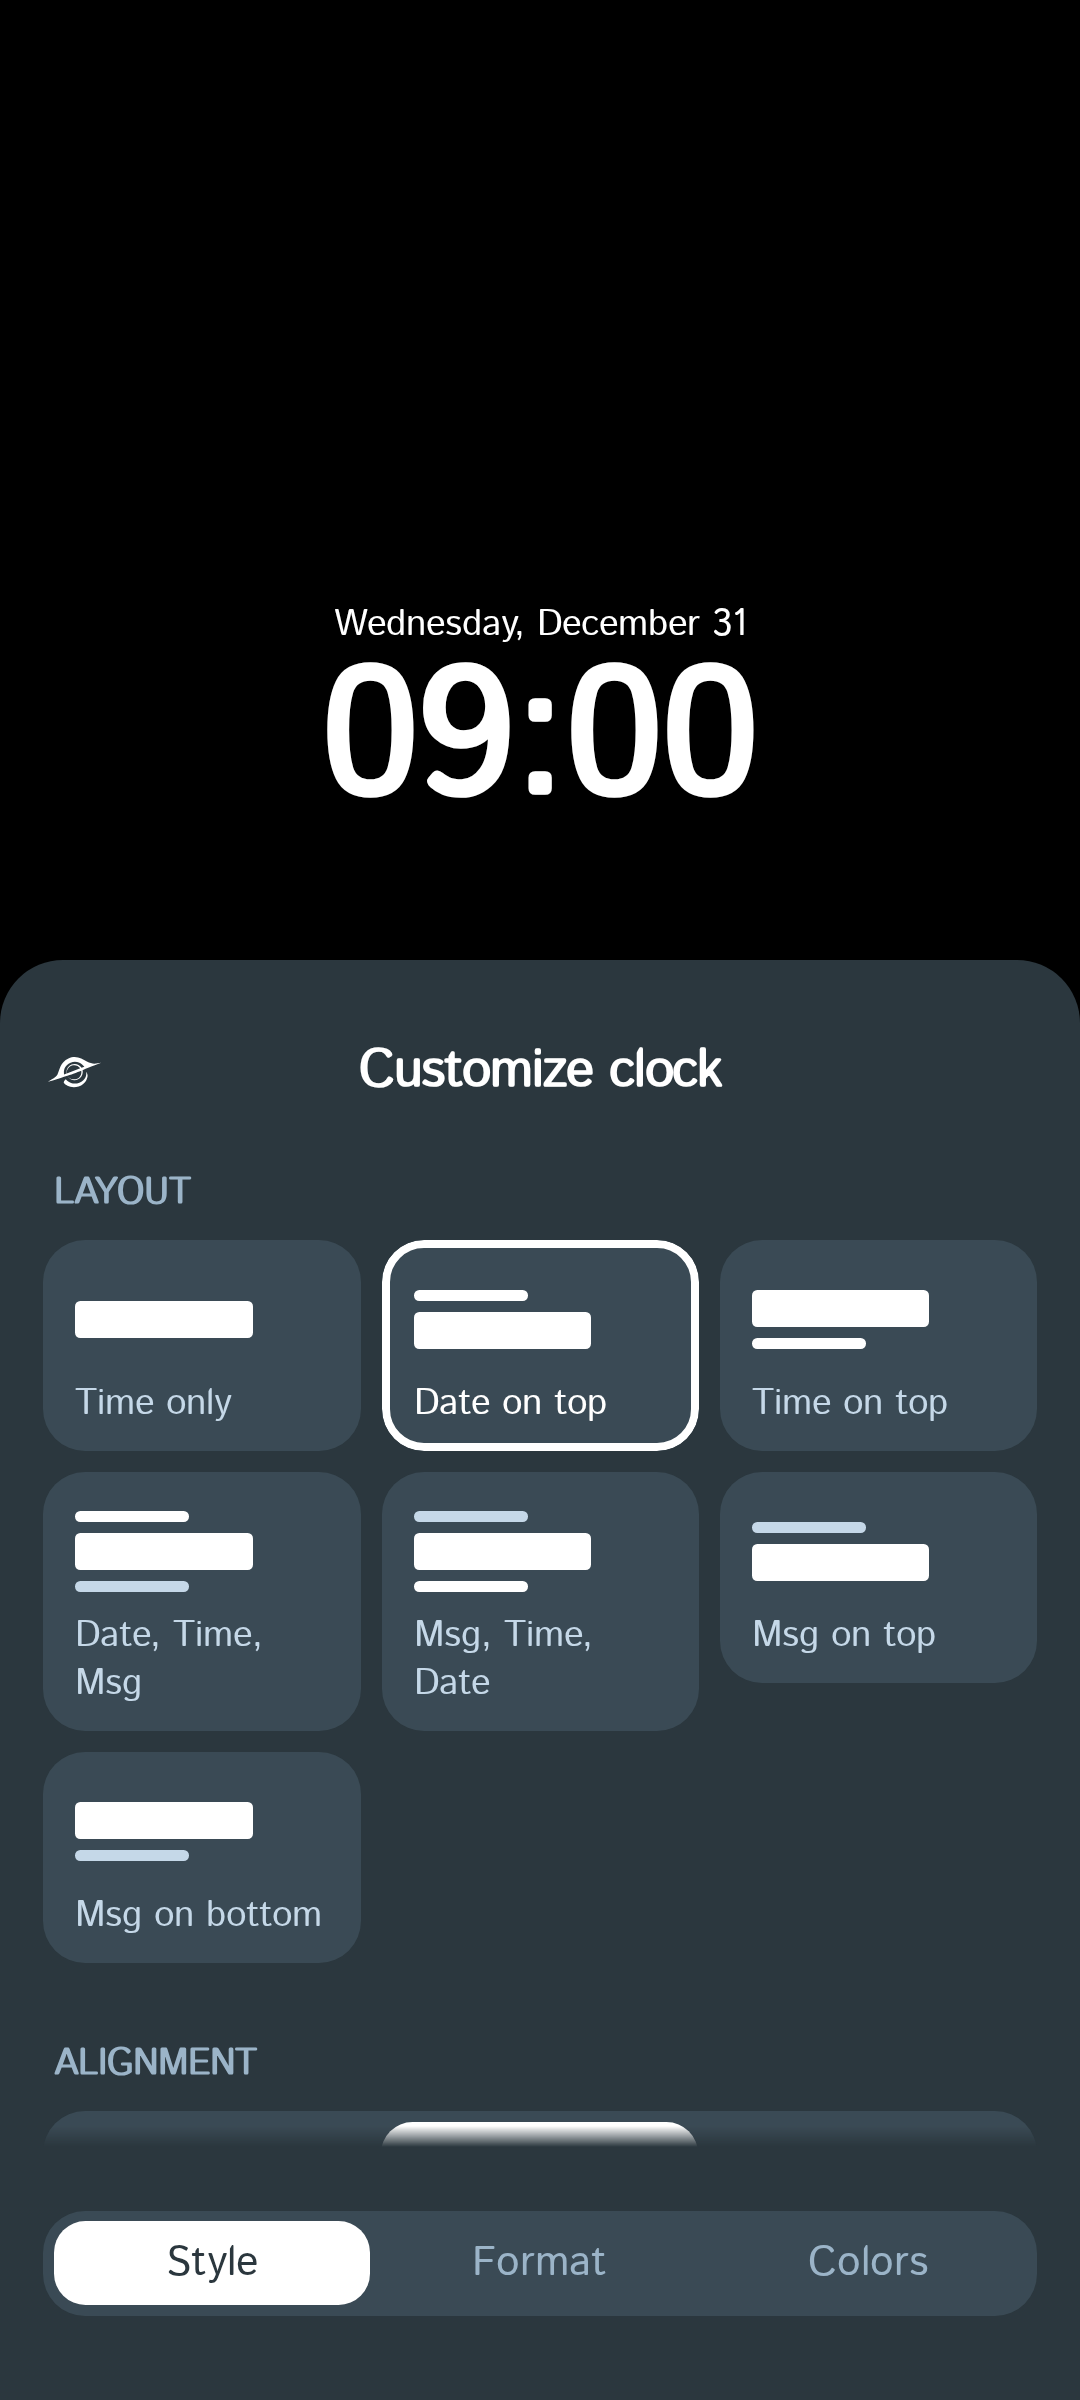 Wednesday, December 31
09:00
Customize clock
LAYOUT
Time only
Date on top
Time on top
Date, Time,
Msg
Msg, Time,
Date
Msg on top
Msg on bottom
ALIGNMENT
Style
Format
Colors